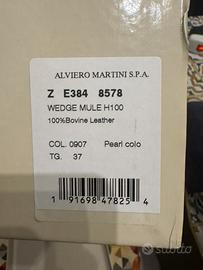 ALVIERO MARTINI S.P.A.
Z E384 8578
WEDGE MULE H100
100%Bovine Leather
COL. 0907 Pearl colo
TG. 37
1 91698 47825 4
subito